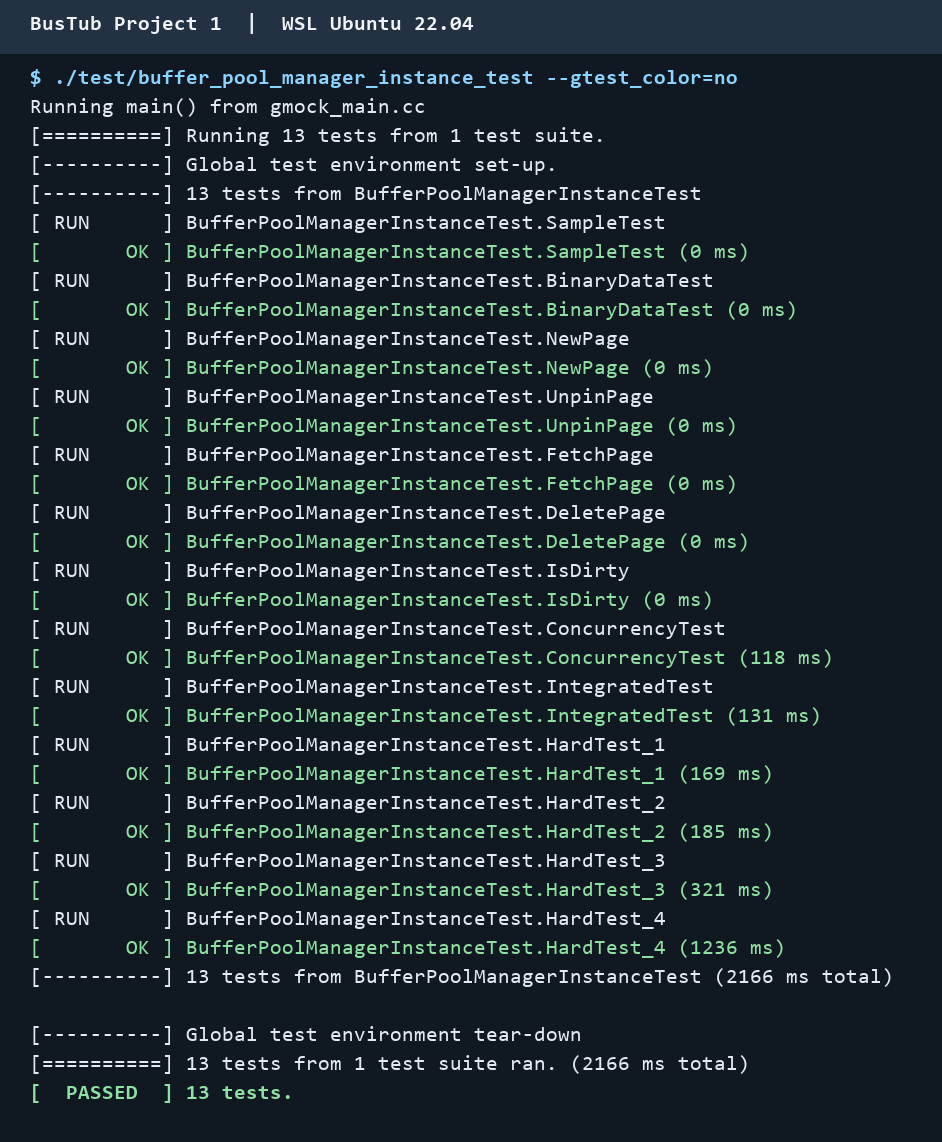 BusTub Project 1  |  WSL Ubuntu 22.04
$ ./test/buffer_pool_manager_instance_test --gtest_color=no
Running main() from gmock_main.cc
[==========] Running 13 tests from 1 test suite.
[----------] Global test environment set-up.
[----------] 13 tests from BufferPoolManagerInstanceTest
[ RUN      ] BufferPoolManagerInstanceTest.SampleTest
[       OK ] BufferPoolManagerInstanceTest.SampleTest (0 ms)
[ RUN      ] BufferPoolManagerInstanceTest.BinaryDataTest
[       OK ] BufferPoolManagerInstanceTest.BinaryDataTest (0 ms)
[ RUN      ] BufferPoolManagerInstanceTest.NewPage
[       OK ] BufferPoolManagerInstanceTest.NewPage (0 ms)
[ RUN      ] BufferPoolManagerInstanceTest.UnpinPage
[       OK ] BufferPoolManagerInstanceTest.UnpinPage (0 ms)
[ RUN      ] BufferPoolManagerInstanceTest.FetchPage
[       OK ] BufferPoolManagerInstanceTest.FetchPage (0 ms)
[ RUN      ] BufferPoolManagerInstanceTest.DeletePage
[       OK ] BufferPoolManagerInstanceTest.DeletePage (0 ms)
[ RUN      ] BufferPoolManagerInstanceTest.IsDirty
[       OK ] BufferPoolManagerInstanceTest.IsDirty (0 ms)
[ RUN      ] BufferPoolManagerInstanceTest.ConcurrencyTest
[       OK ] BufferPoolManagerInstanceTest.ConcurrencyTest (118 ms)
[ RUN      ] BufferPoolManagerInstanceTest.IntegratedTest
[       OK ] BufferPoolManagerInstanceTest.IntegratedTest (131 ms)
[ RUN      ] BufferPoolManagerInstanceTest.HardTest_1
[       OK ] BufferPoolManagerInstanceTest.HardTest_1 (169 ms)
[ RUN      ] BufferPoolManagerInstanceTest.HardTest_2
[       OK ] BufferPoolManagerInstanceTest.HardTest_2 (185 ms)
[ RUN      ] BufferPoolManagerInstanceTest.HardTest_3
[       OK ] BufferPoolManagerInstanceTest.HardTest_3 (321 ms)
[ RUN      ] BufferPoolManagerInstanceTest.HardTest_4
[       OK ] BufferPoolManagerInstanceTest.HardTest_4 (1236 ms)
[----------] 13 tests from BufferPoolManagerInstanceTest (2166 ms total)
[----------] Global test environment tear-down
[==========] 13 tests from 1 test suite ran. (2166 ms total)
[  PASSED  ] 13 tests.